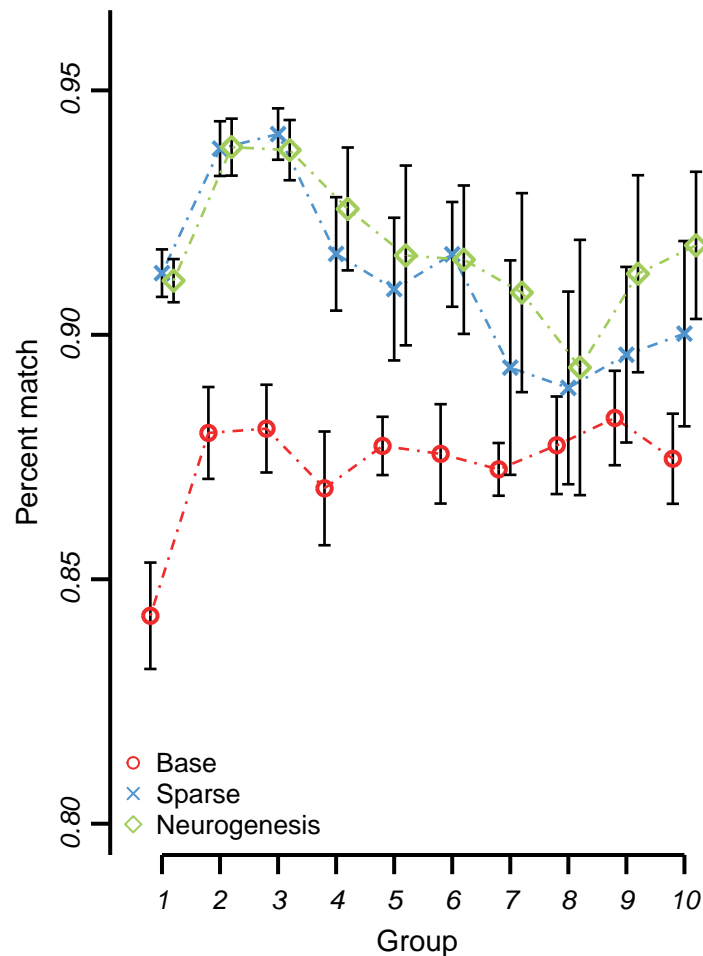 0.95
0.90
0.85
0.80
Percent match
Base
Sparse
Neurogenesis
1 2 3 4 5 6 7 8 9 10
Group